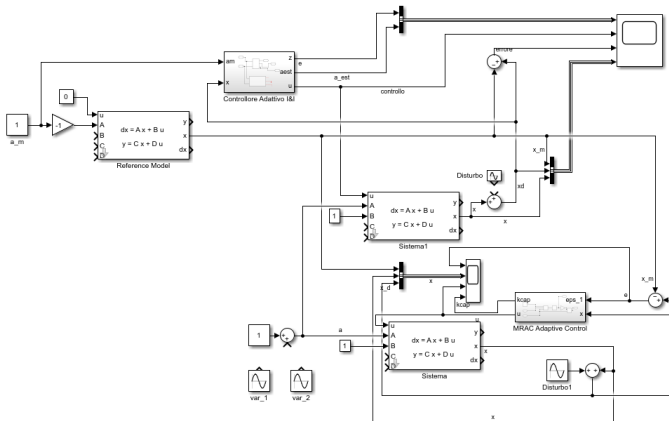 am
x
z
aest
u
e
a_est
Controllore Adattivo I&I
controllo
errore
0
1
a_m
-1
u
A
B
C
D
dx = A x + B u
y = C x + D u
y
x
dx
Reference Model
x_m
Disturbo
xd
x
x
1
u
A
B
C
D
dx = A x + B u
y = C x + D u
y
x
dx
Sistema1
x
x_d
kcap
kcap
u
eps_1
x
MRAC Adaptive Control
e
x_m
1
a
1
u
u
A
B
C
D
dx = A x + B u
y = C x + D u
y
x
dx
x
Sistema
var_1
var_2
Disturbo1
x